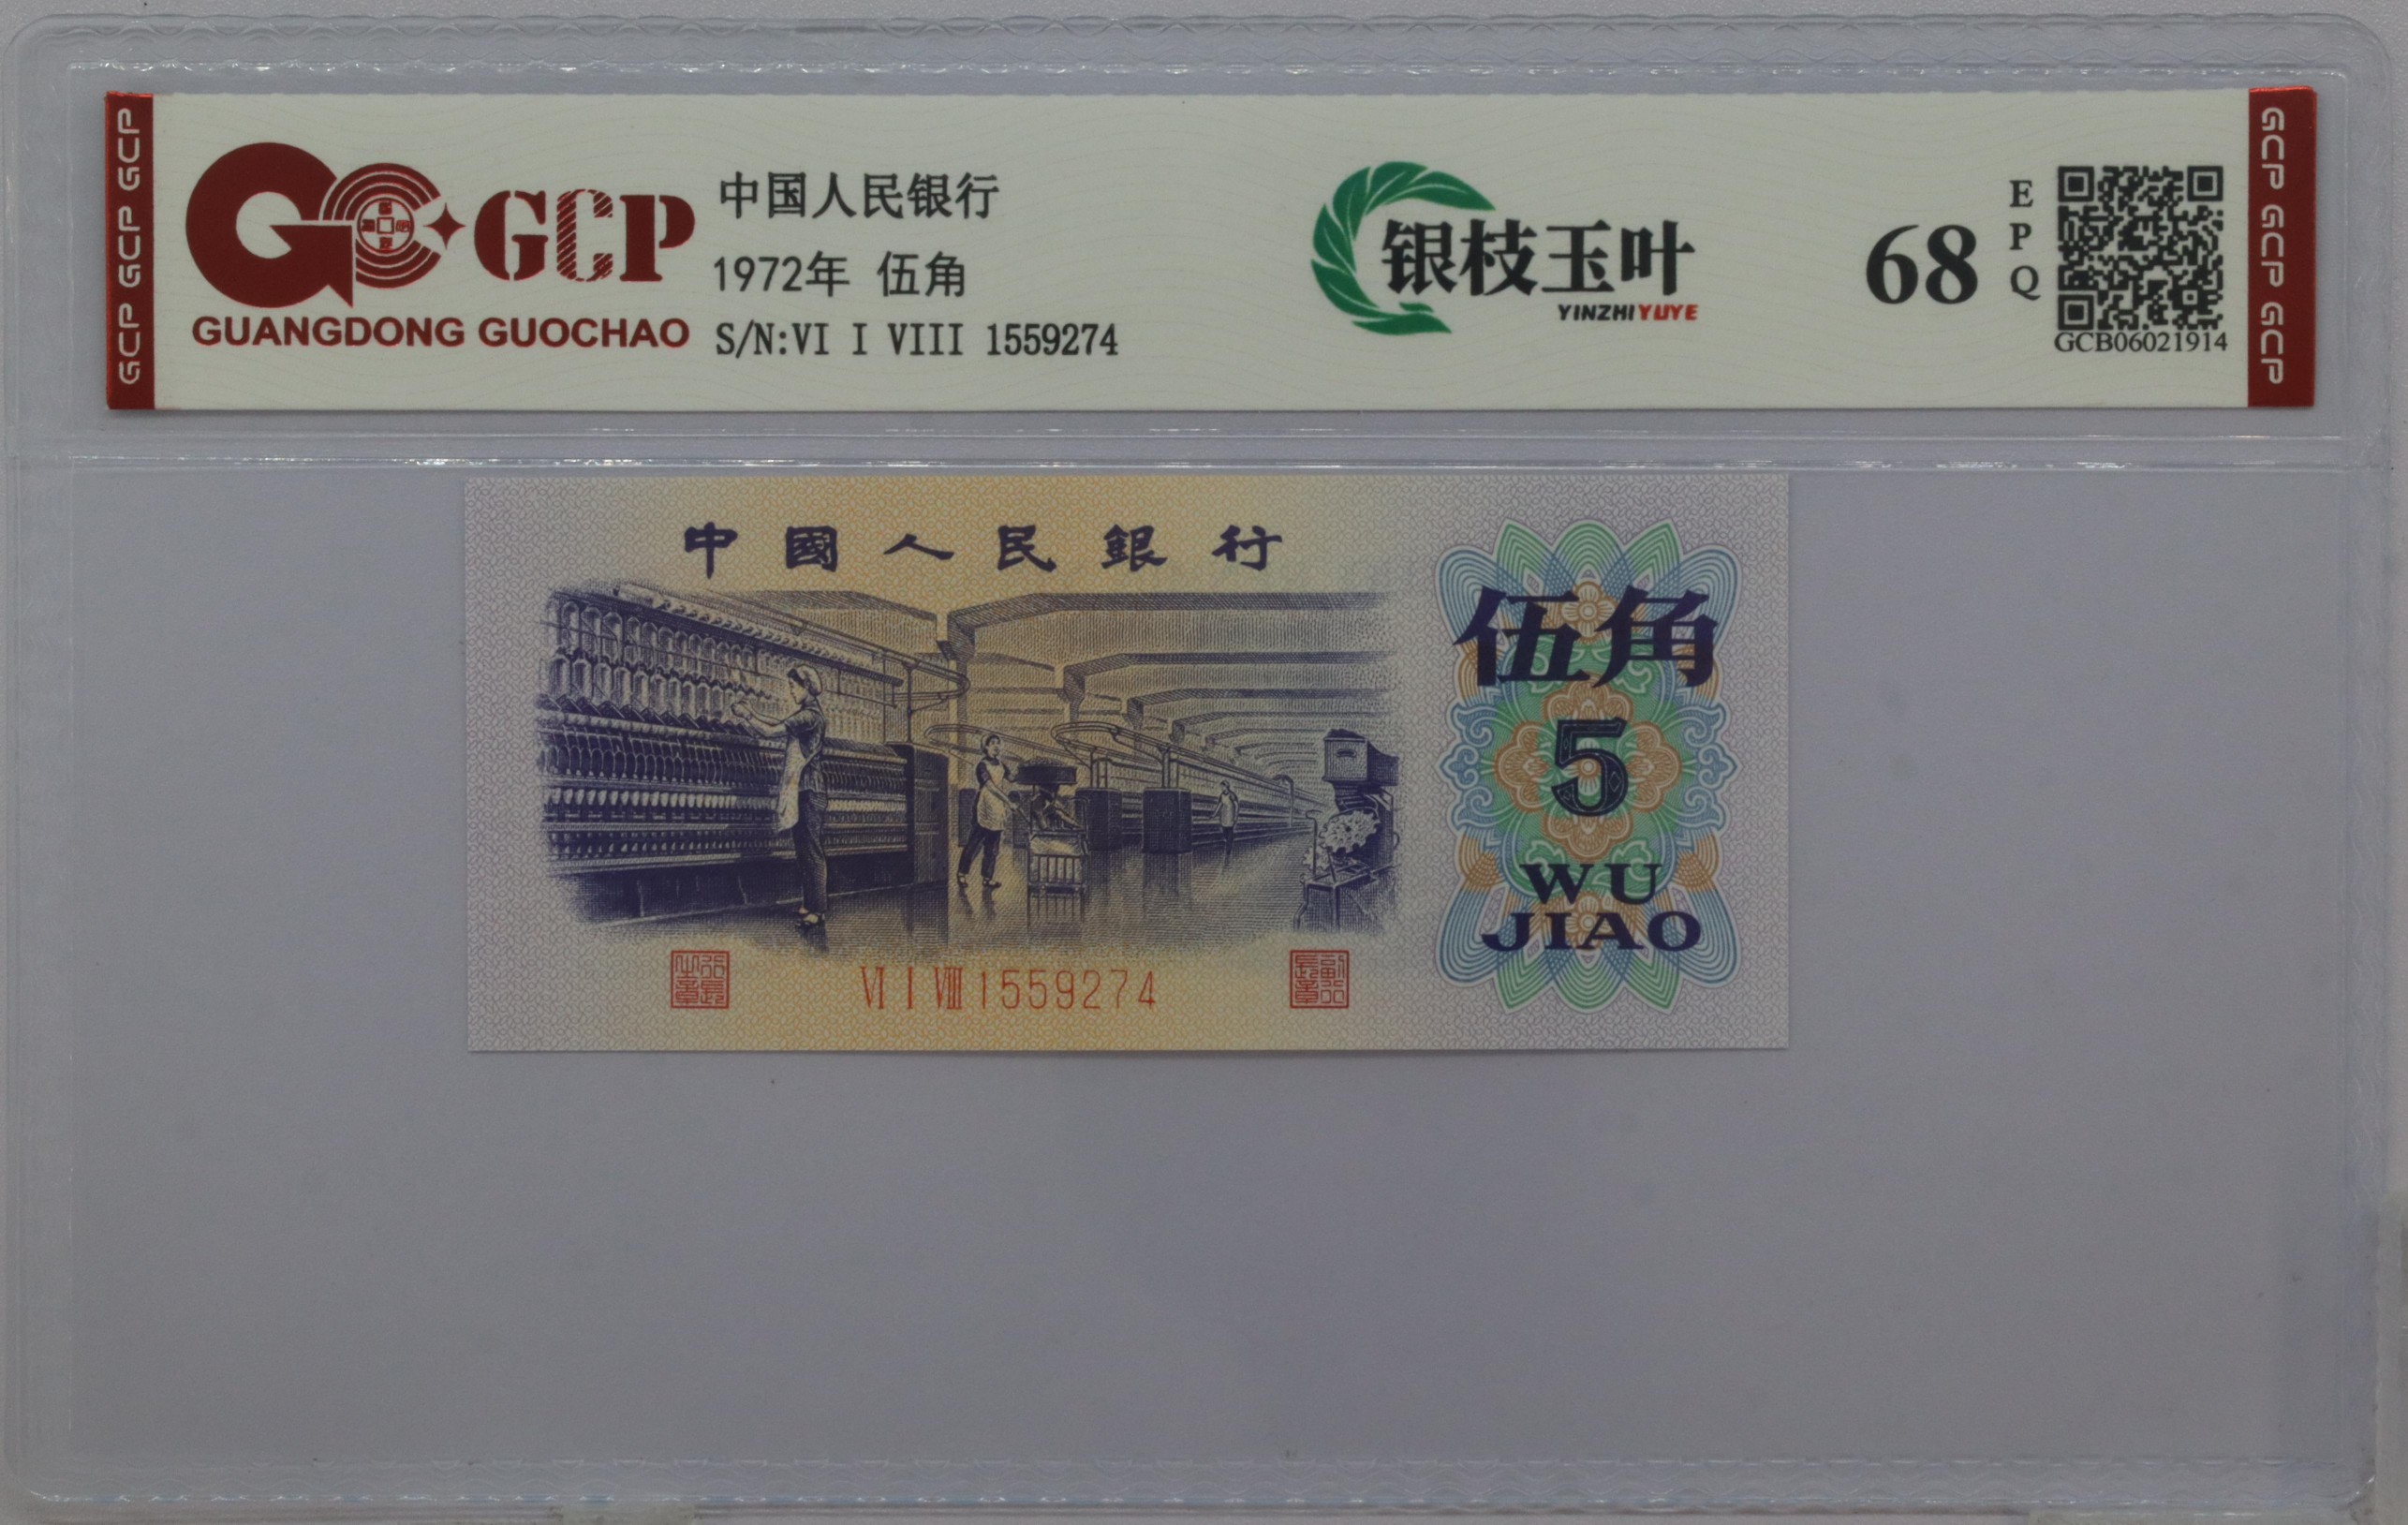 GCP GCP GCP
GCP
GUANGDONG GUOCHAO
中国人民银行
1972年 伍角
S/N:VI I VIII 1559274
银枝玉叶
YINZHIYUYE
68
EPQ
GCB06021914
GCP GCP GCP
中國人民銀行
伍角
5
WU
JIAO
VI I VIII 1559274